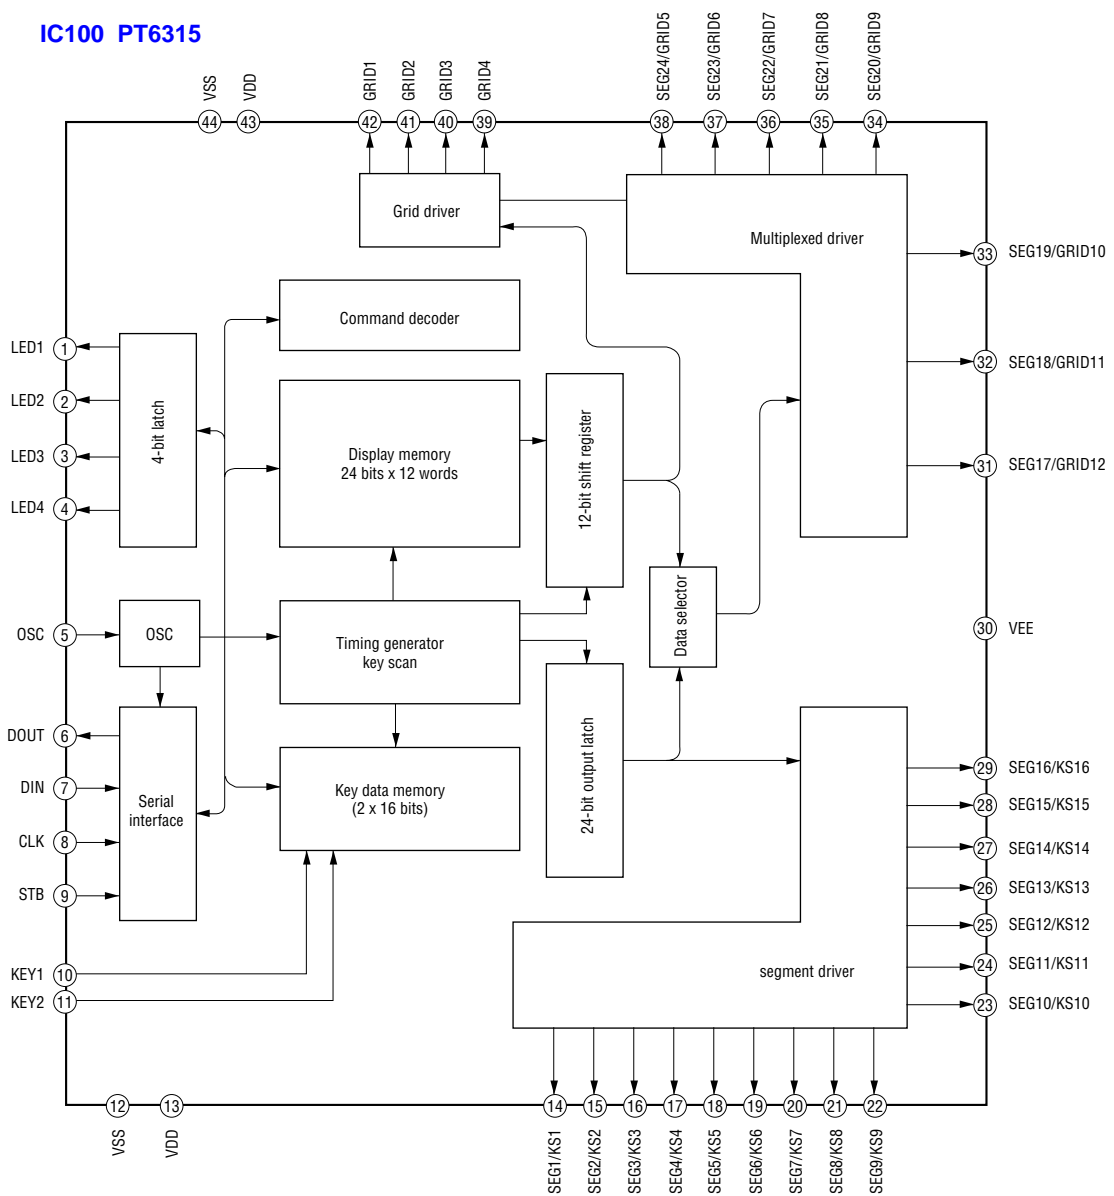 IC100 PT6315
VSS
VDD
GRID1
GRID2
GRID3
GRID4
SEG24/GRID5
SEG23/GRID6
SEG22/GRID7
SEG21/GRID8
SEG20/GRID9
44
43
42
41
40
39
38
37
36
35
34
Grid driver
Multiplexed driver
33
SEG19/GRID10
Command decoder
LED1
1
32
SEG18/GRID11
LED2
2
4-bit latch
Display memory
24 bits x 12 words
12-bit shift register
LED3
3
31
SEG17/GRID12
LED4
4
OSC
5
OSC
Timing generator
key scan
Data selector
30
VEE
DOUT
6
DIN
7
Serial
interface
Key data memory
(2 x 16 bits)
24-bit output latch
29
SEG16/KS16
28
SEG15/KS15
CLK
8
27
SEG14/KS14
STB
9
26
SEG13/KS13
25
SEG12/KS12
KEY1
10
segment driver
24
SEG11/KS11
KEY2
11
23
SEG10/KS10
12
13
14
15
16
17
18
19
20
21
22
VSS
VDD
SEG1/KS1
SEG2/KS2
SEG3/KS3
SEG4/KS4
SEG5/KS5
SEG6/KS6
SEG7/KS7
SEG8/KS8
SEG9/KS9